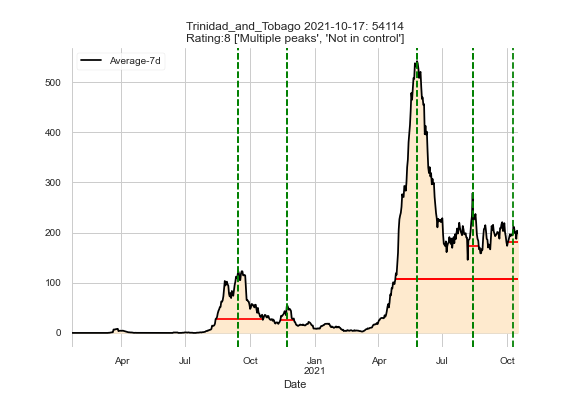 Trinidad_and_Tobago 2021-10-17: 54114
Rating:8 ['Multiple peaks', 'Not in control']
Average-7d
500
400
300
200
100
0
Apr Jul Oct Jan Apr Jul Oct
2021
Date